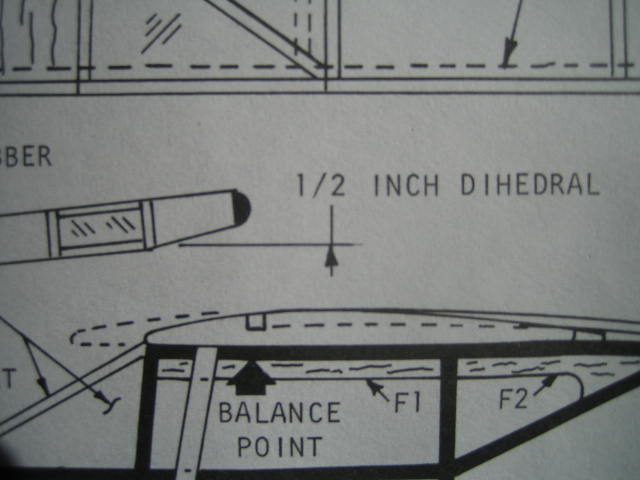 BBER
1/2 INCH DIHEDRAL
T
F1 F2
BALANCE
POINT